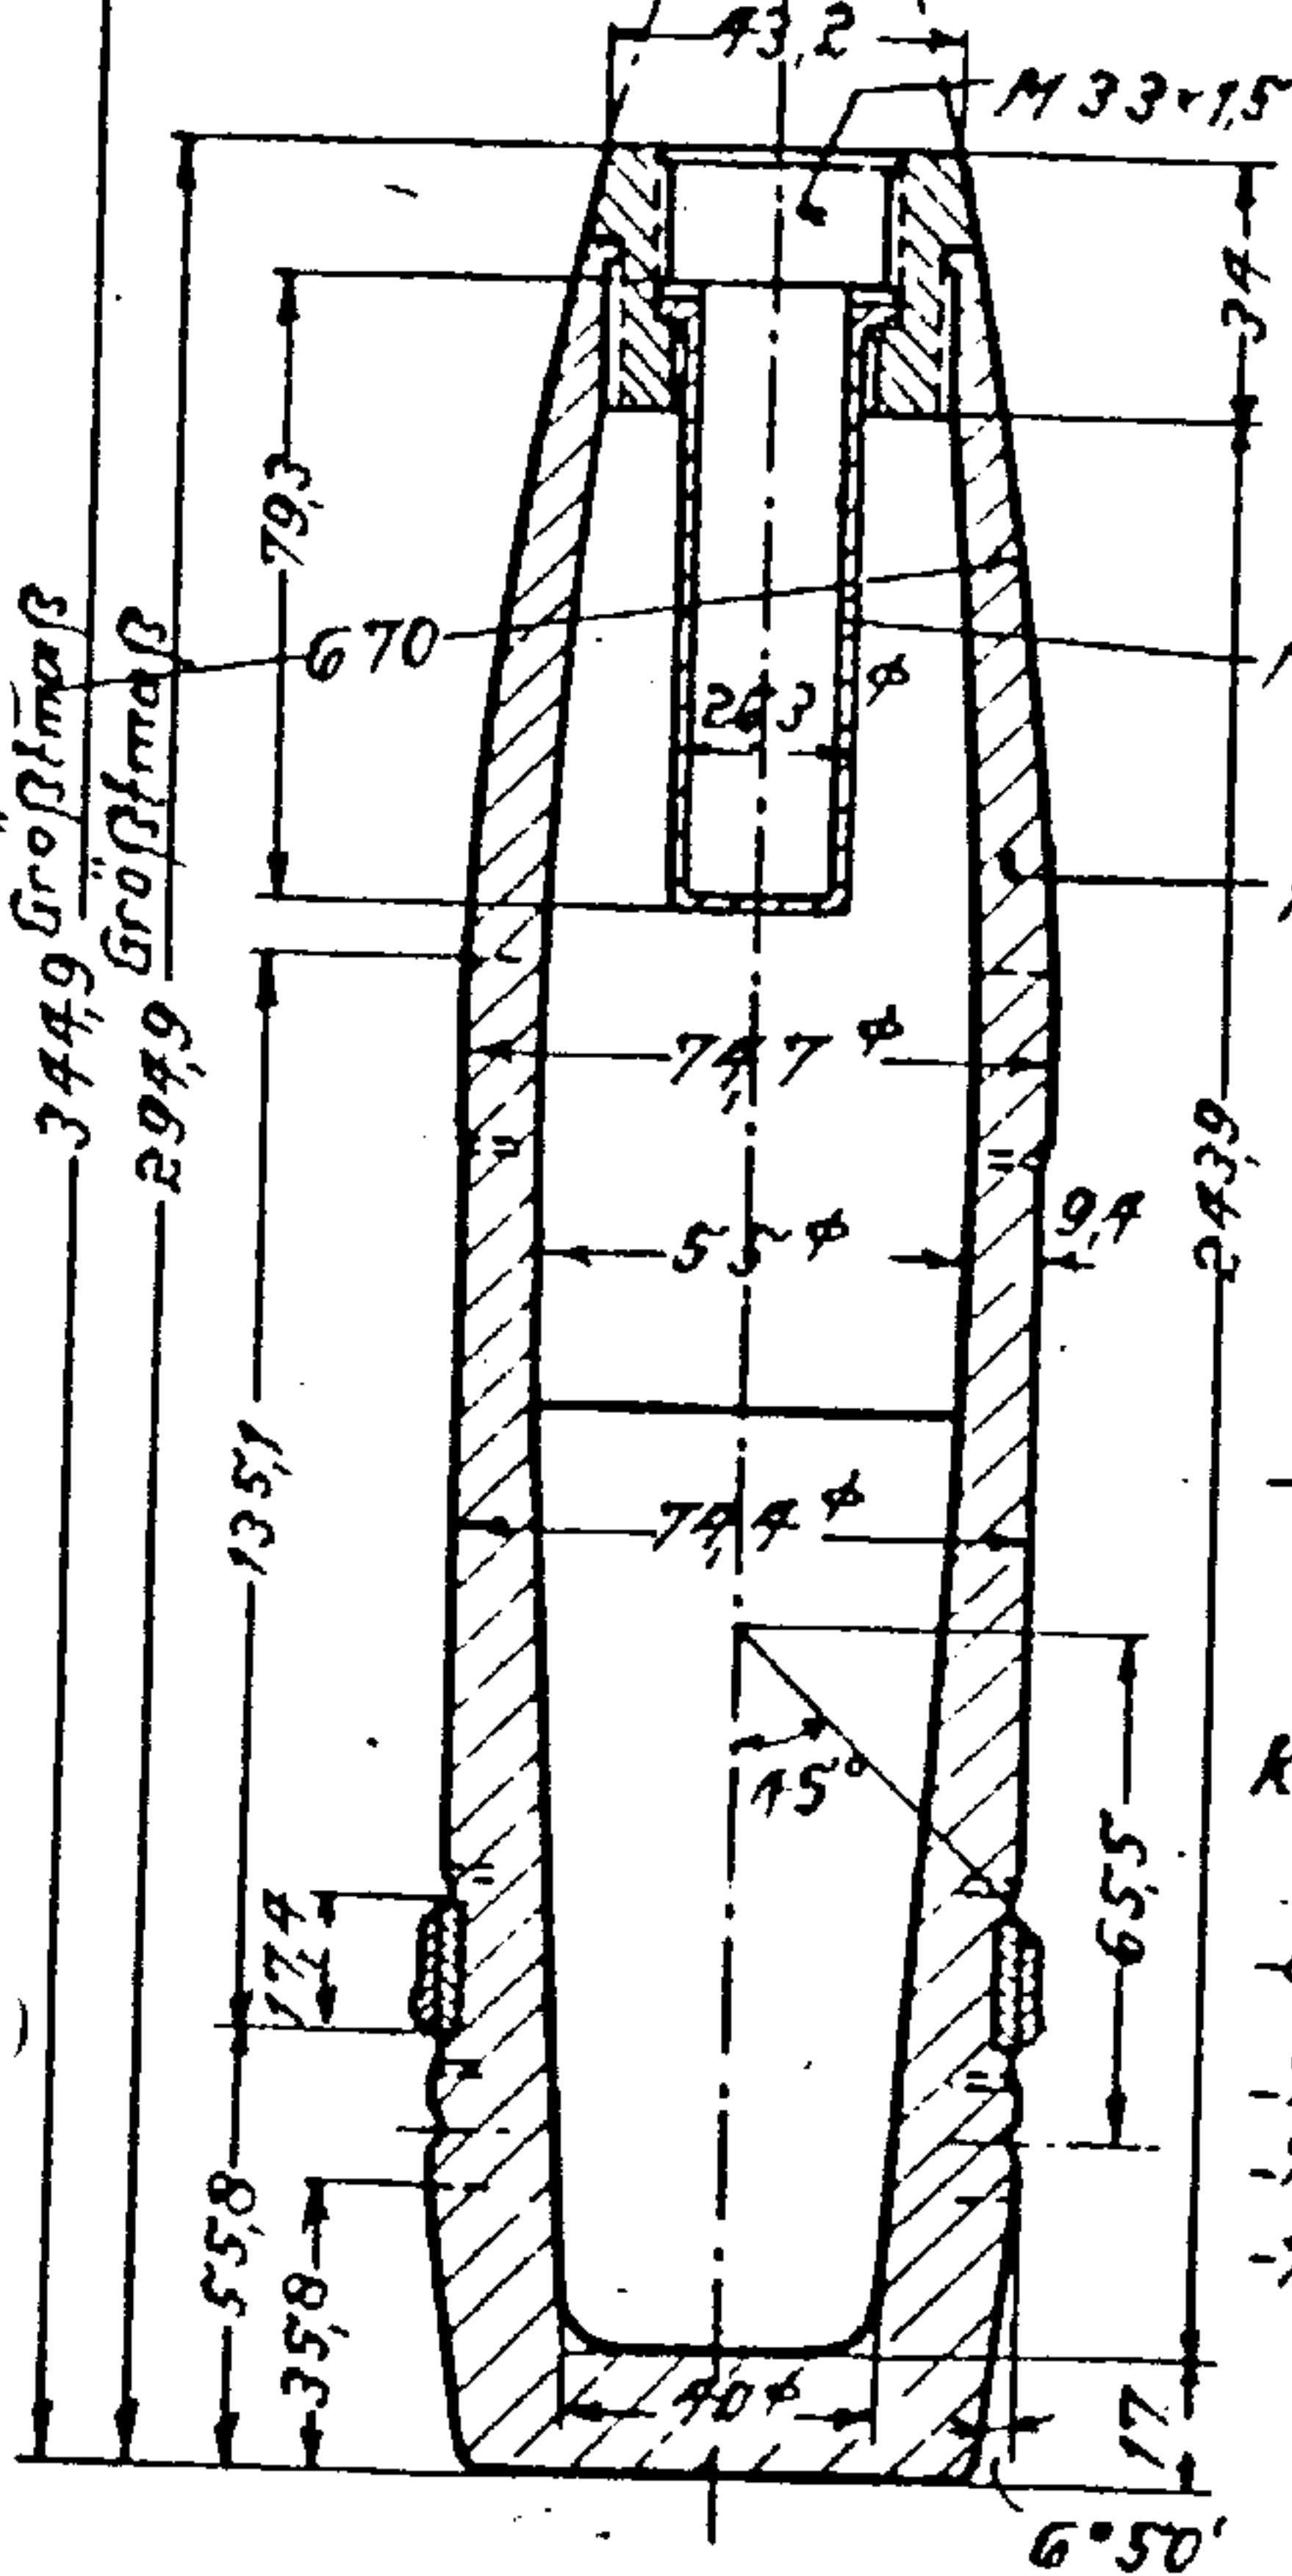 43,2
M 33×1,5
34
79,3
670
26,3 ø
344,9 Größtmaß
294,9 Größtmaß
74,7 ø
55 ø
9,4
243,9
135,1
74,4 ø
45°
65,5
17,4
55,8
35,8
40 ø
17
6°50'